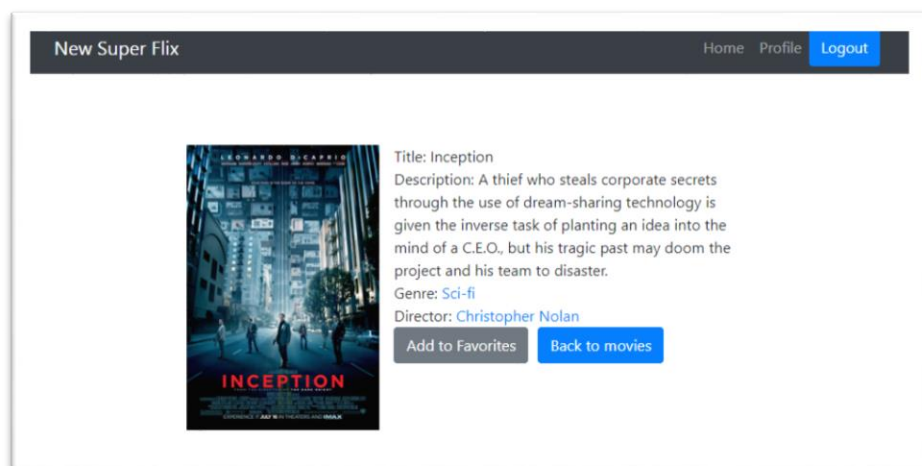 New Super Flix
Home Profile Logout
LEONARDO DiCAPRIO
INCEPTION
Title: Inception
Description: A thief who steals corporate secrets
through the use of dream-sharing technology is
given the inverse task of planting an idea into the
mind of a C.E.O., but his tragic past may doom the
project and his team to disaster.
Genre: Sci-fi
Director: Christopher Nolan
Add to Favorites Back to movies